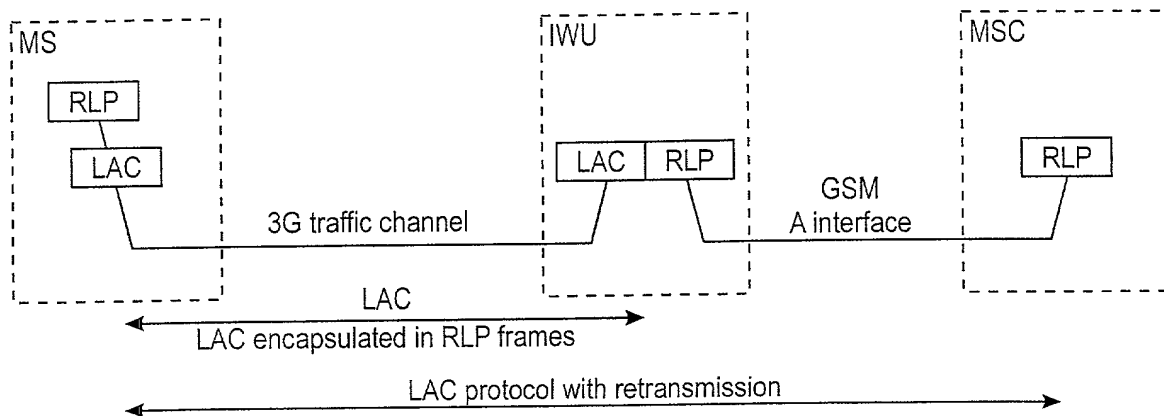 MS
IWU
MSC
RLP
LAC
LAC RLP
RLP
3G traffic channel
GSM
A interface
LAC
LAC encapsulated in RLP frames
LAC protocol with retransmission